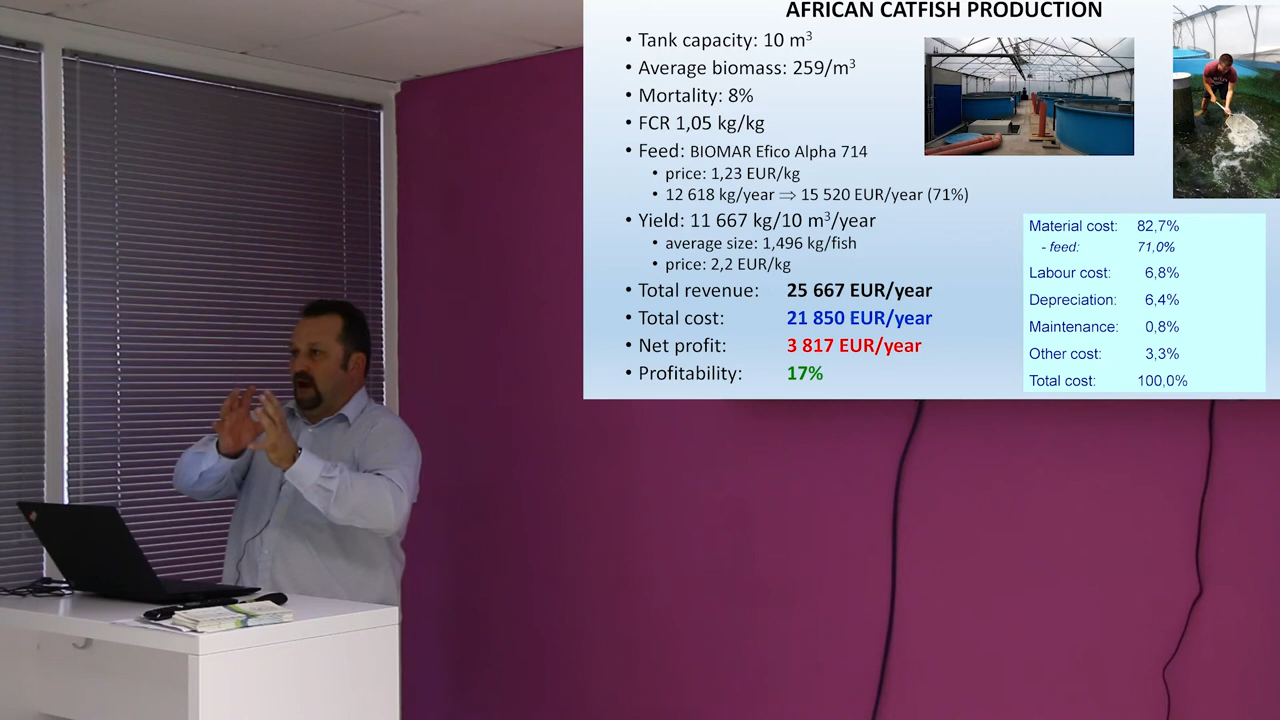 AFRICAN CATFISH PRODUCTION
• Tank capacity: 10 m³
• Average biomass: 259/m³
• Mortality: 8%
• FCR 1,05 kg/kg
• Feed: BIOMAR Efico Alpha 714
• price: 1,23 EUR/kg
• 12 618 kg/year ⇒ 15 520 EUR/year (71%)
• Yield: 11 667 kg/10 m³/year
• average size: 1,496 kg/fish
• price: 2,2 EUR/kg
• Total revenue: 25 667 EUR/year
• Total cost: 21 850 EUR/year
• Net profit: 3 817 EUR/year
• Profitability: 17%
Material cost: 82,7%
- feed: 71,0%
Labour cost: 6,8%
Depreciation: 6,4%
Maintenance: 0,8%
Other cost: 3,3%
Total cost: 100,0%